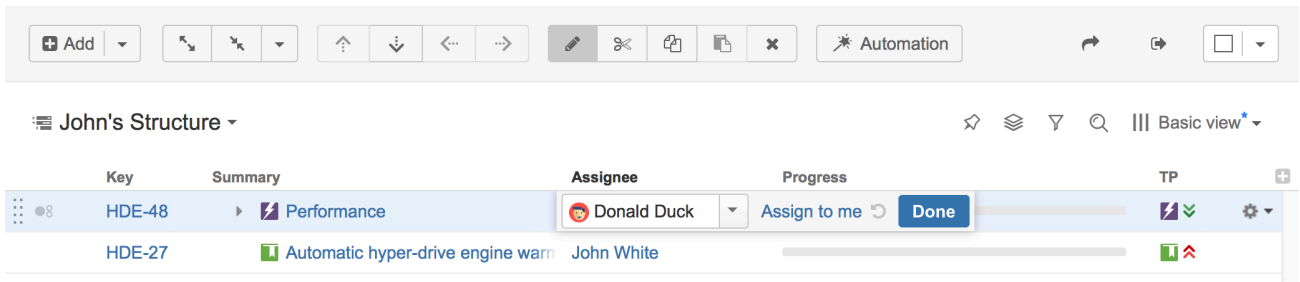 Add
Automation
John's Structure
Basic view*
Key Summary Assignee Progress TP
HDE-48 Performance Donald Duck Assign to me Done
HDE-27 Automatic hyper-drive engine warm John White